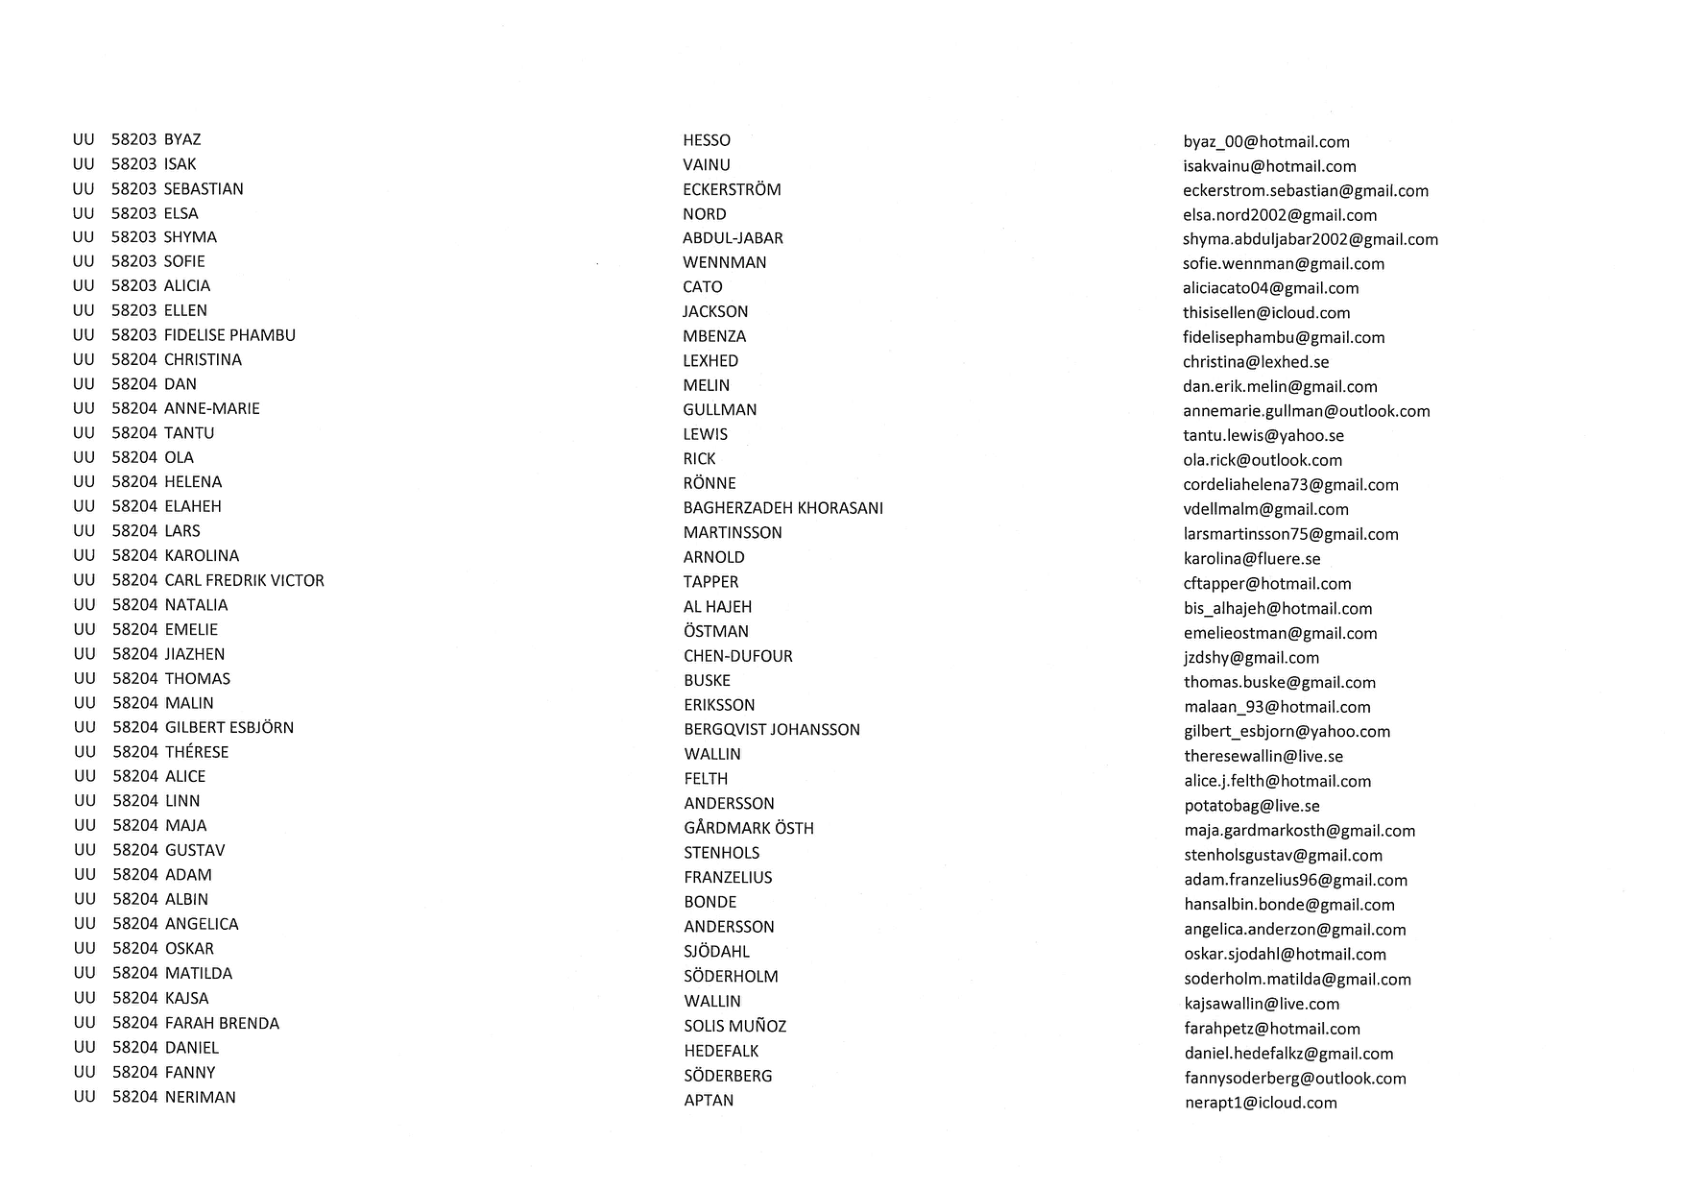 UU 58203 BYAZ HESSO byaz_00@hotmail.com
UU 58203 ISAK VAINU isakvainu@hotmail.com
UU 58203 SEBASTIAN ECKERSTRÖM eckerstrom.sebastian@gmail.com
UU 58203 ELSA NORD elsa.nord2002@gmail.com
UU 58203 SHYMA ABDUL-JABAR shyma.abduljabar2002@gmail.com
UU 58203 SOFIE WENNMAN sofie.wennman@gmail.com
UU 58203 ALICIA CATO aliciacato04@gmail.com
UU 58203 ELLEN JACKSON thisisellen@icloud.com
UU 58203 FIDELISE PHAMBU MBENZA fidelisephambu@gmail.com
UU 58204 CHRISTINA LEXHED christina@lexhed.se
UU 58204 DAN MELIN dan.erik.melin@gmail.com
UU 58204 ANNE-MARIE GULLMAN annemarie.gullman@outlook.com
UU 58204 TANTU LEWIS tantu.lewis@yahoo.se
UU 58204 OLA RICK ola.rick@outlook.com
UU 58204 HELENA RÖNNE cordeliahelena73@gmail.com
UU 58204 ELAHEH BAGHERZADEH KHORASANI vdellmalm@gmail.com
UU 58204 LARS MARTINSSON larsmartinsson75@gmail.com
UU 58204 KAROLINA ARNOLD karolina@fluere.se
UU 58204 CARL FREDRIK VICTOR TAPPER cftapper@hotmail.com
UU 58204 NATALIA AL HAJEH bis_alhajeh@hotmail.com
UU 58204 EMELIE ÖSTMAN emelieostman@gmail.com
UU 58204 JIAZHEN CHEN-DUFOUR jzdshy@gmail.com
UU 58204 THOMAS BUSKE thomas.buske@gmail.com
UU 58204 MALIN ERIKSSON malaan_93@hotmail.com
UU 58204 GILBERT ESBJÖRN BERGQVIST JOHANSSON gilbert_esbjorn@yahoo.com
UU 58204 THÉRESE WALLIN theresewallin@live.se
UU 58204 ALICE FELTH alice.j.felth@hotmail.com
UU 58204 LINN ANDERSSON potatobag@live.se
UU 58204 MAJA GÅRDMARK ÖSTH maja.gardmarkosth@gmail.com
UU 58204 GUSTAV STENHOLS stenholsgustav@gmail.com
UU 58204 ADAM FRANZELIUS adam.franzelius96@gmail.com
UU 58204 ALBIN BONDE hansalbin.bonde@gmail.com
UU 58204 ANGELICA ANDERSSON angelica.anderzon@gmail.com
UU 58204 OSKAR SJÖDAHL oskar.sjodahl@hotmail.com
UU 58204 MATILDA SÖDERHOLM soderholm.matilda@gmail.com
UU 58204 KAJSA WALLIN kajsawallin@live.com
UU 58204 FARAH BRENDA SOLIS MUÑOZ farahpetz@hotmail.com
UU 58204 DANIEL HEDEFALK daniel.hedefalkz@gmail.com
UU 58204 FANNY SÖDERBERG fannysoderberg@outlook.com
UU 58204 NERIMAN APTAN nerapt1@icloud.com